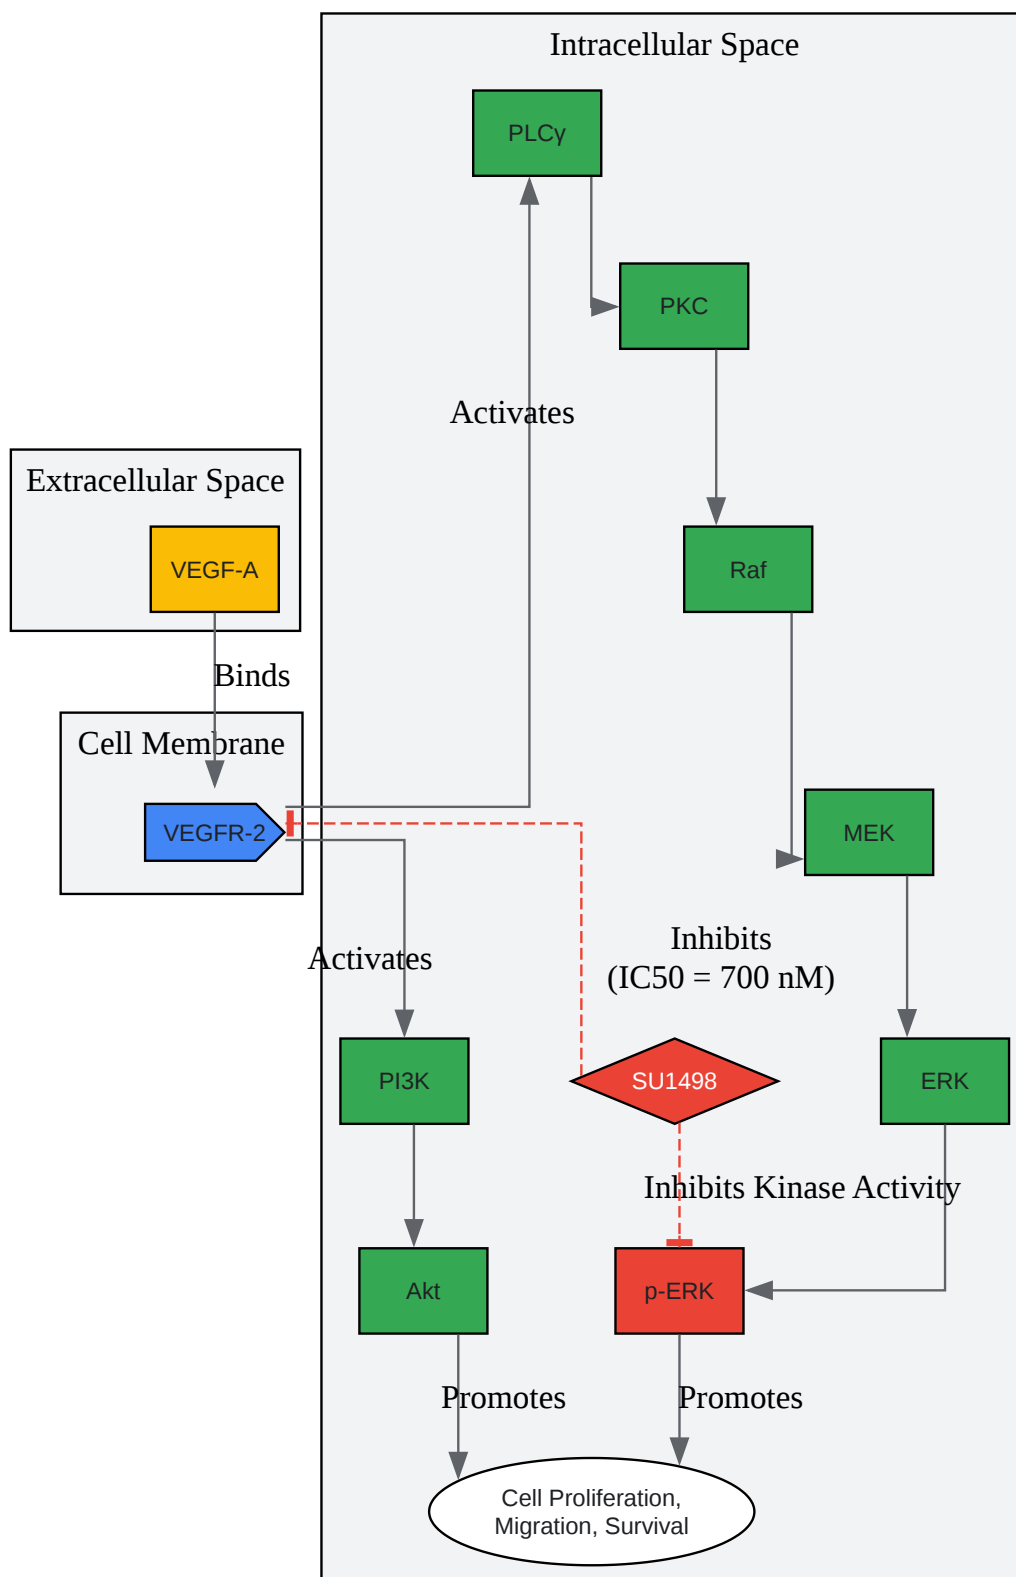 Intracellular Space
PLCγ
PKC
Activates
Extracellular Space
VEGF-A
Raf
Binds
Cell Membrane
VEGFR-2
MEK
Activates
Inhibits
(IC50 = 700 nM)
PI3K
SU1498
ERK
Inhibits Kinase Activity
Akt
p-ERK
Promotes
Promotes
Cell Proliferation,
Migration, Survival